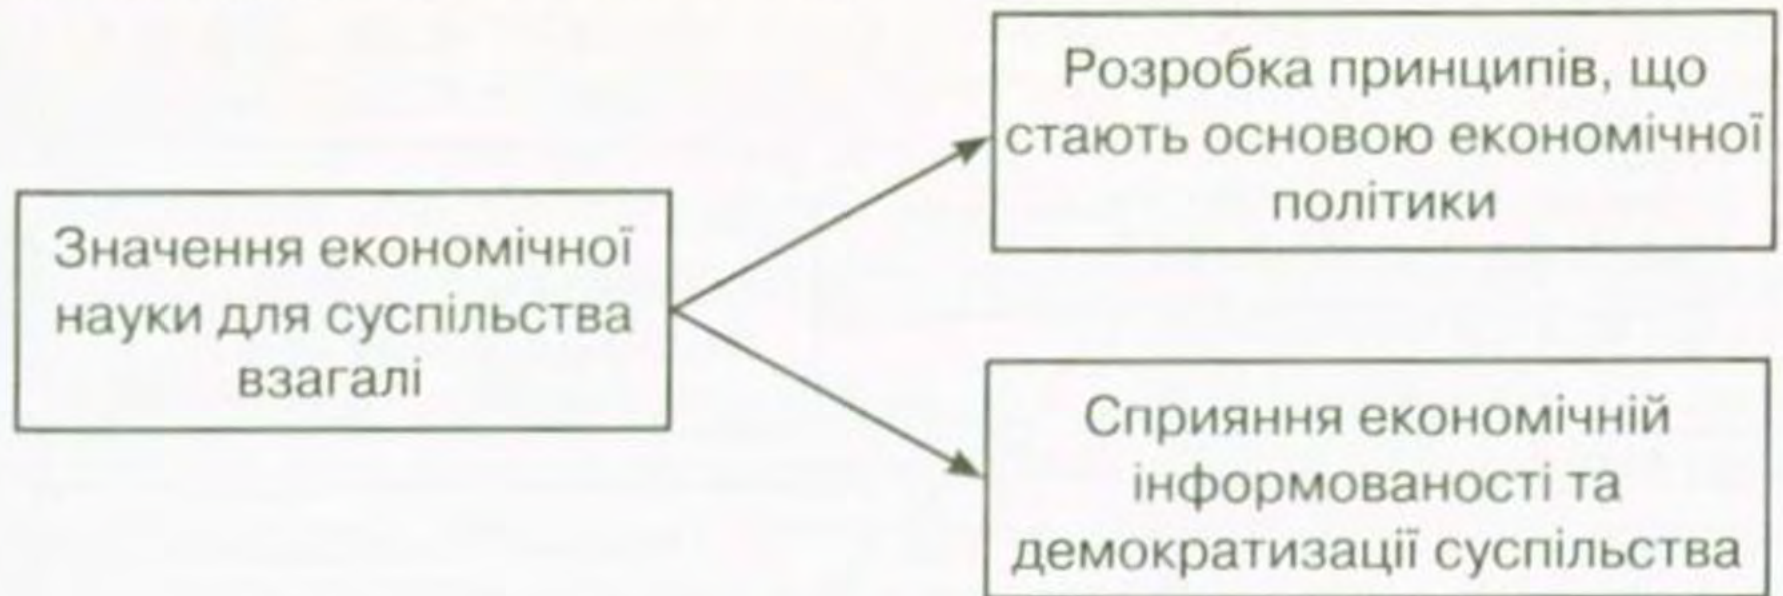 Значення економічної
науки для суспільства
взагалі
Розробка принципів, що
стають основою економічної
політики
Сприяння економічній
інформованості та
демократизації суспільства